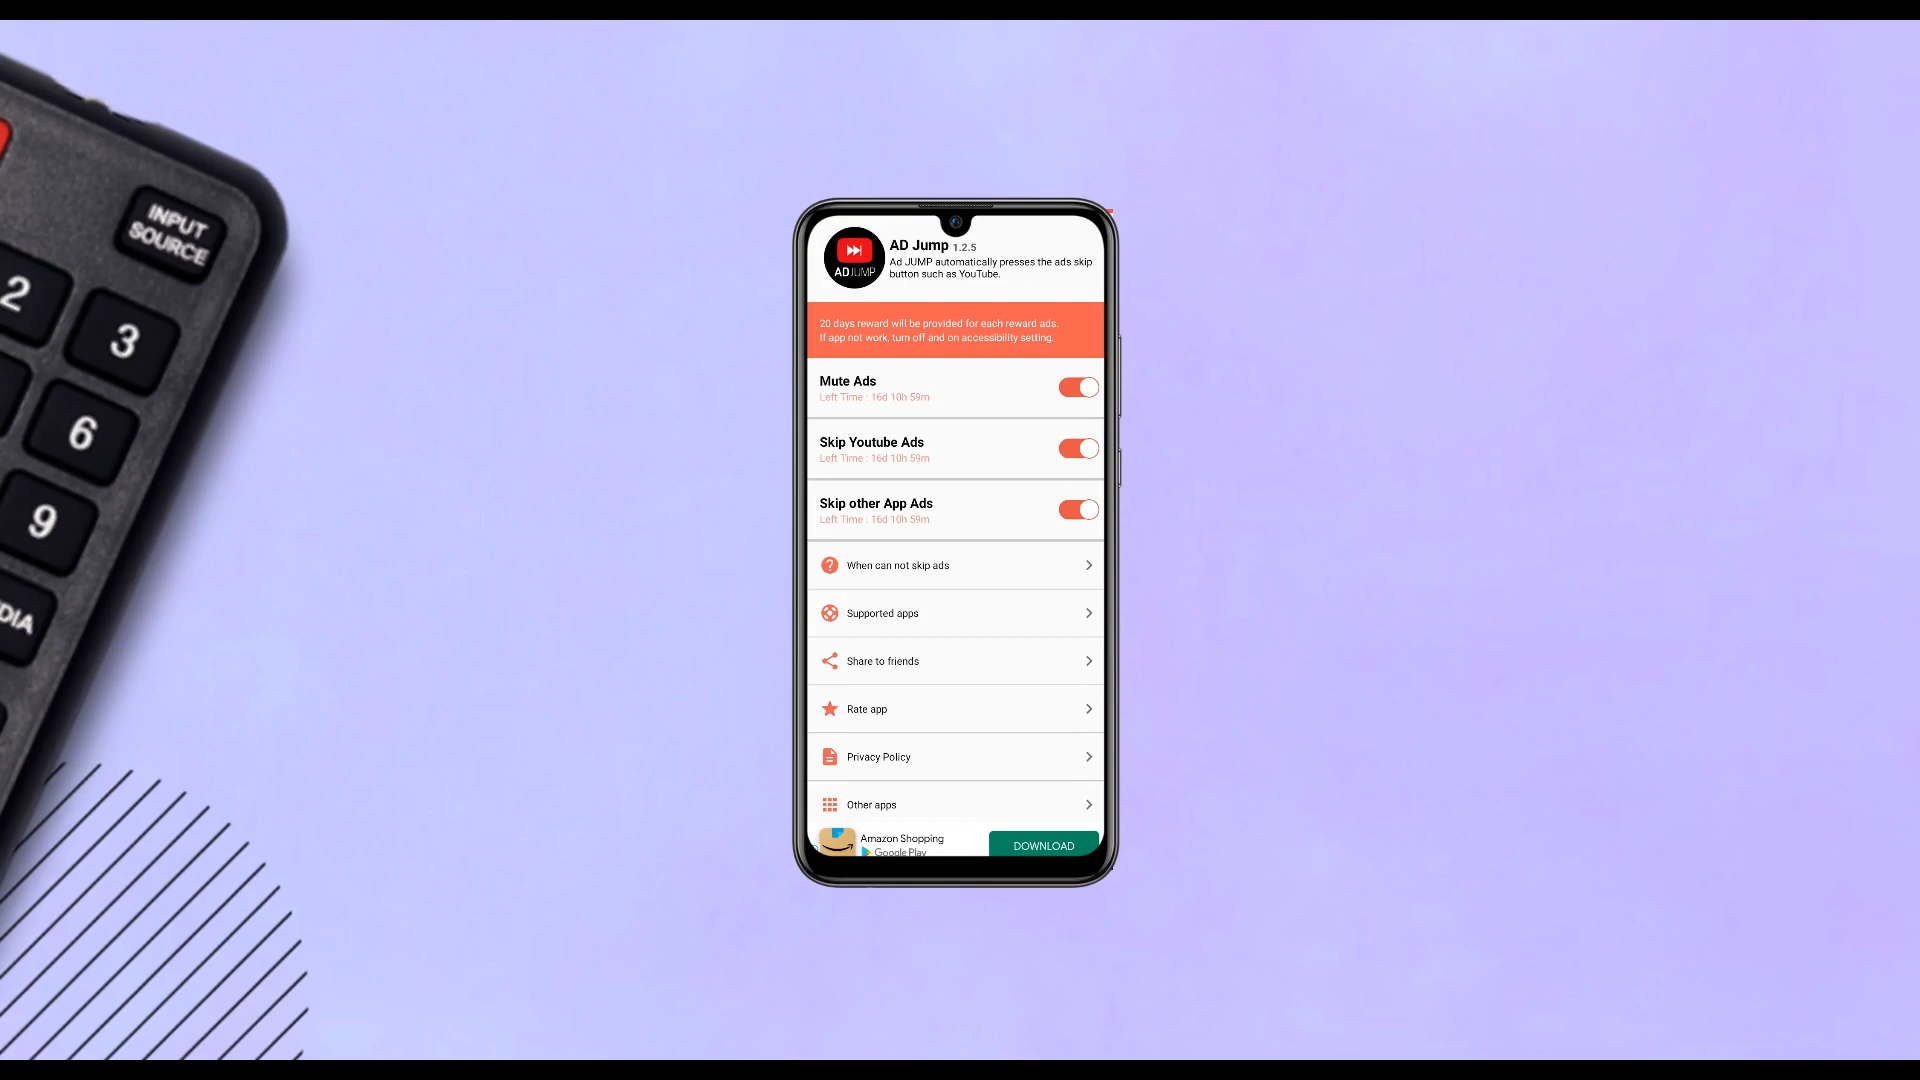 INPUT
SOURCE
2
3
6
9
DIA
ADJUMP
AD Jump 1.2.5
Ad JUMP automatically presses the ads skip
button such as YouTube.
20 days reward will be provided for each reward ads.
If app not work, turn off and on accessibility setting.
Mute Ads
Left Time : 16d 10h 59m
Skip Youtube Ads
Left Time : 16d 10h 59m
Skip other App Ads
Left Time : 16d 10h 59m
When can not skip ads
Supported apps
Share to friends
Rate app
Privacy Policy
Other apps
Amazon Shopping
Google Play
DOWNLOAD